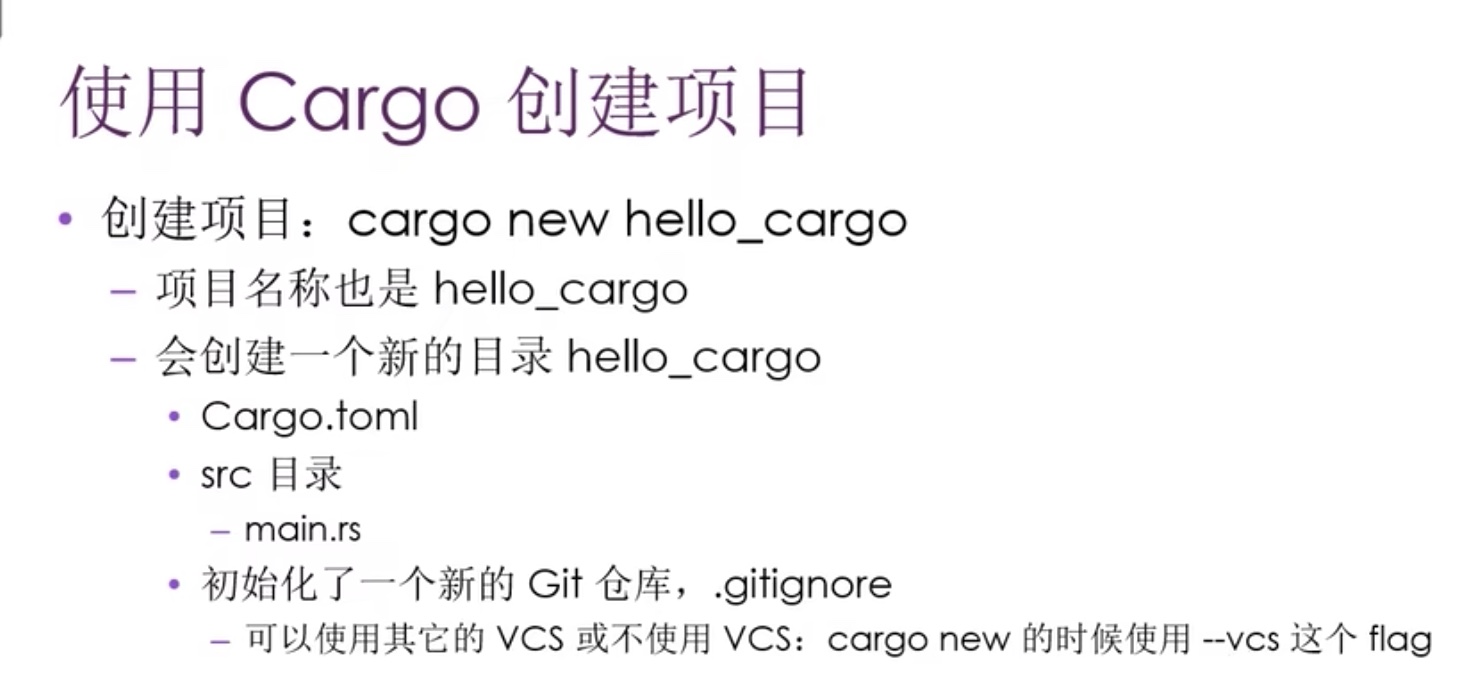 使用 Cargo 创建项目
• 创建项目：cargo new hello_cargo
– 项目名称也是 hello_cargo
– 会创建一个新的目录 hello_cargo
• Cargo.toml
• src 目录
– main.rs
• 初始化了一个新的 Git 仓库，.gitignore
– 可以使用其它的 VCS 或不使用 VCS：cargo new 的时候使用 --vcs 这个 flag